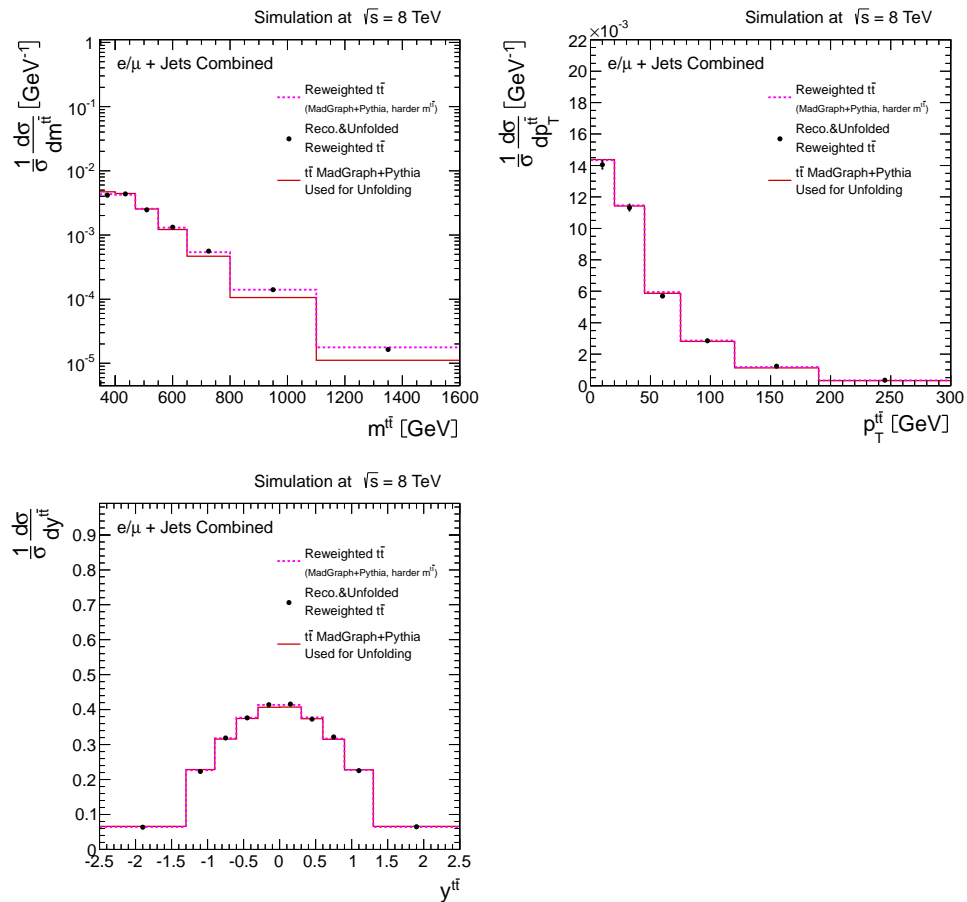 Simulation at √s = 8 TeV
1/σ dσ/dm^tt̄ [GeV⁻¹]
1
10⁻¹
10⁻²
10⁻³
10⁻⁴
10⁻⁵
e/μ + Jets Combined
Reweighted tt̄
(MadGraph+Pythia, harder m^tt̄)
Reco.&Unfolded
Reweighted tt̄
tt̄ MadGraph+Pythia
Used for Unfolding
400 600 800 1000 1200 1400 1600
m^tt̄ [GeV]
Simulation at √s = 8 TeV
×10⁻³
1/σ dσ/dp_T^tt̄ [GeV⁻¹]
22
20
18
16
14
12
10
8
6
4
2
0
e/μ + Jets Combined
Reweighted tt̄
(MadGraph+Pythia, harder m^tt̄)
Reco.&Unfolded
Reweighted tt̄
tt̄ MadGraph+Pythia
Used for Unfolding
0 50 100 150 200 250 300
p_T^tt̄ [GeV]
Simulation at √s = 8 TeV
1/σ dσ/dy^tt̄
0.9
0.8
0.7
0.6
0.5
0.4
0.3
0.2
0.1
0
e/μ + Jets Combined
Reweighted tt̄
(MadGraph+Pythia, harder m^tt̄)
Reco.&Unfolded
Reweighted tt̄
tt̄ MadGraph+Pythia
Used for Unfolding
-2.5 -2 -1.5 -1 -0.5 0 0.5 1 1.5 2 2.5
y^tt̄